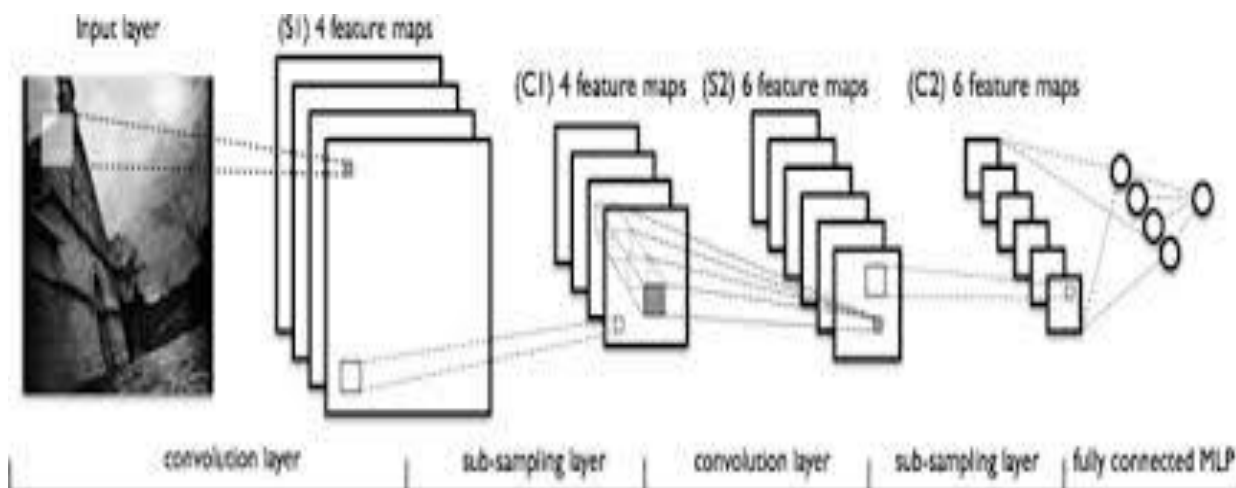 Input layer
(S1) 4 feature maps
(C1) 4 feature maps
(S2) 6 feature maps
(C2) 6 feature maps
convolution layer
sub-sampling layer
convolution layer
sub-sampling layer
fully connected MLP